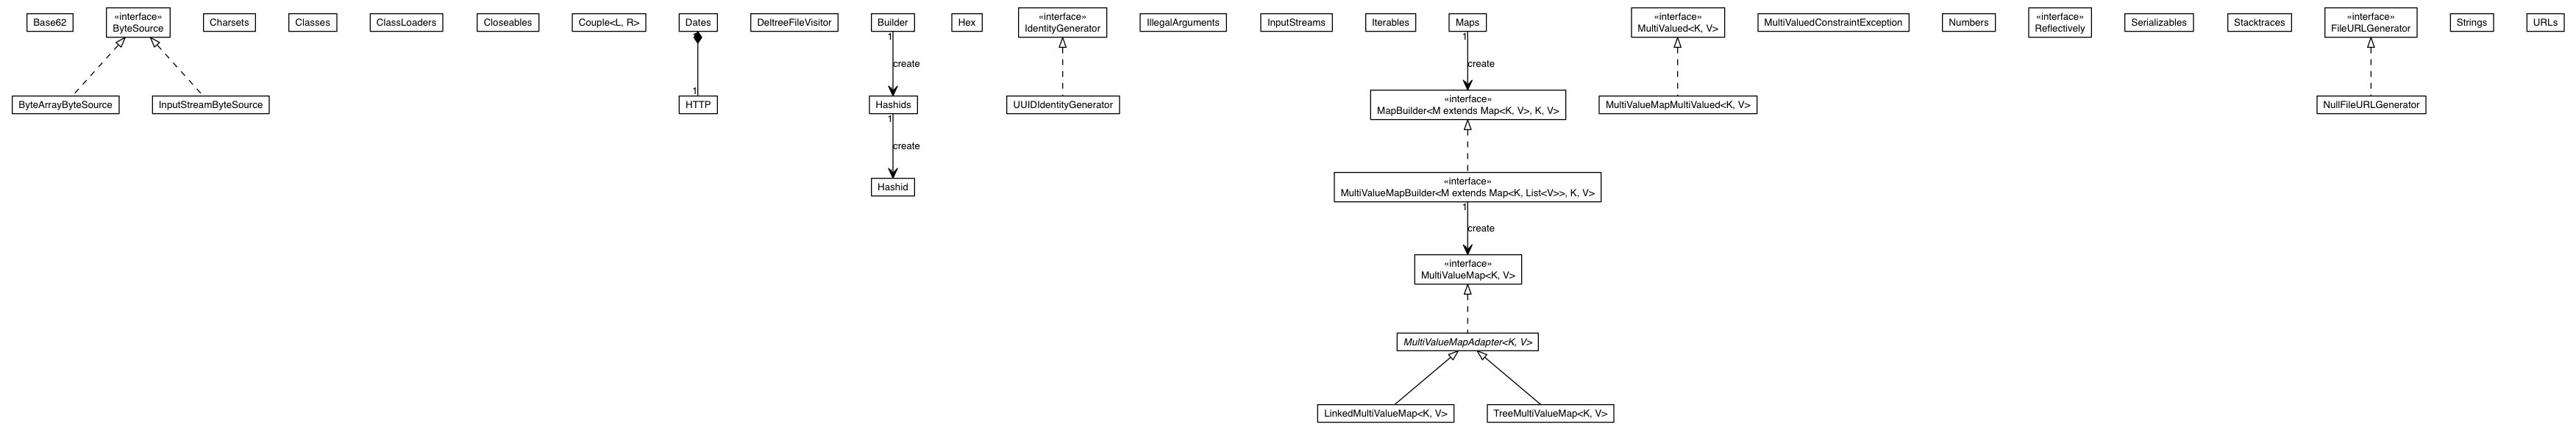 Base62
«interface»
ByteSource
Charsets
Classes
ClassLoaders
Closeables
Couple<L, R>
Dates
DeltreeFileVisitor
Builder
Hex
«interface»
IdentityGenerator
IllegalArguments
InputStreams
Iterables
Maps
«interface»
MultiValued<K, V>
MultiValuedConstraintException
Numbers
«interface»
Reflectively
Serializables
Stacktraces
«interface»
FileURLGenerator
Strings
URLs
1
1
create
create
ByteArrayByteSource
InputStreamByteSource
1
HTTP
Hashids
UUIDIdentityGenerator
«interface»
MapBuilder<M extends Map<K, V>, K, V>
MultiValueMapMultiValued<K, V>
NullFileURLGenerator
1
create
Hashid
«interface»
MultiValueMapBuilder<M extends Map<K, List<V>>, K, V>
1
create
«interface»
MultiValueMap<K, V>
MultiValueMapAdapter<K, V>
LinkedMultiValueMap<K, V>
TreeMultiValueMap<K, V>